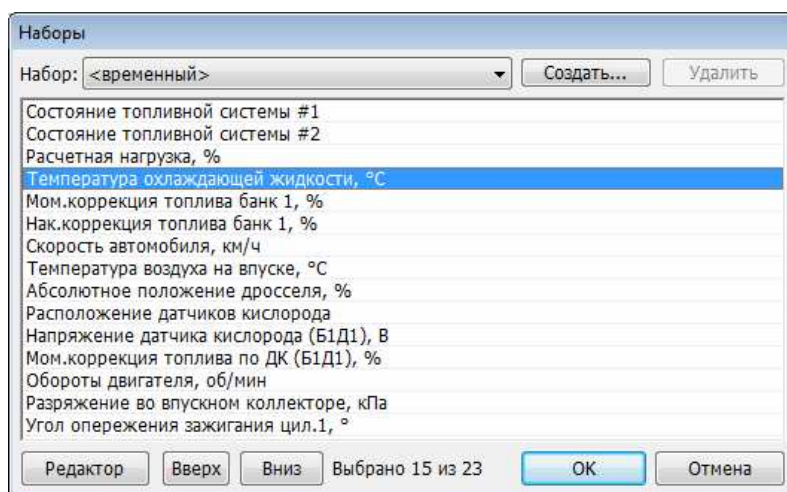 Наборы
Набор: <временный> Создать... Удалить
Состояние топливной системы #1
Состояние топливной системы #2
Расчетная нагрузка, %
Температура охлаждающей жидкости, °C
Мом.коррекция топлива банк 1, %
Нак.коррекция топлива банк 1, %
Скорость автомобиля, км/ч
Температура воздуха на впуске, °C
Абсолютное положение дросселя, %
Расположение датчиков кислорода
Напряжение датчика кислорода (Б1Д1), В
Мом.коррекция топлива по ДК (Б1Д1), %
Обороты двигателя, об/мин
Разряжение во впускном коллекторе, кПа
Угол опережения зажигания цил.1, °
Редактор Вверх Вниз Выбрано 15 из 23 ОК Отмена